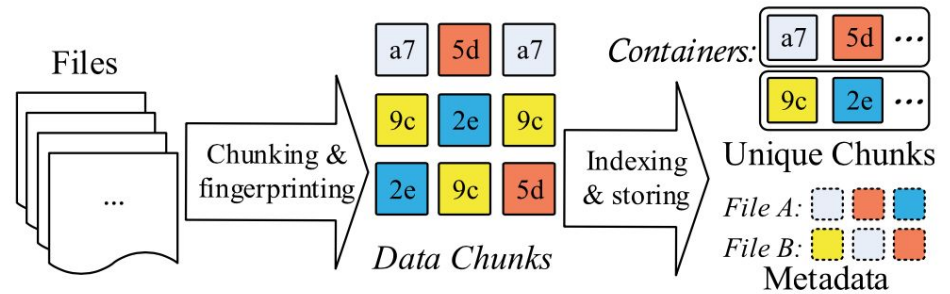 Files
...
Chunking &
fingerprinting
a7 5d a7
9c 2e 9c
2e 9c 5d
Data Chunks
Indexing
& storing
Containers: a7 5d ...
9c 2e ...
Unique Chunks
File A:
File B:
Metadata